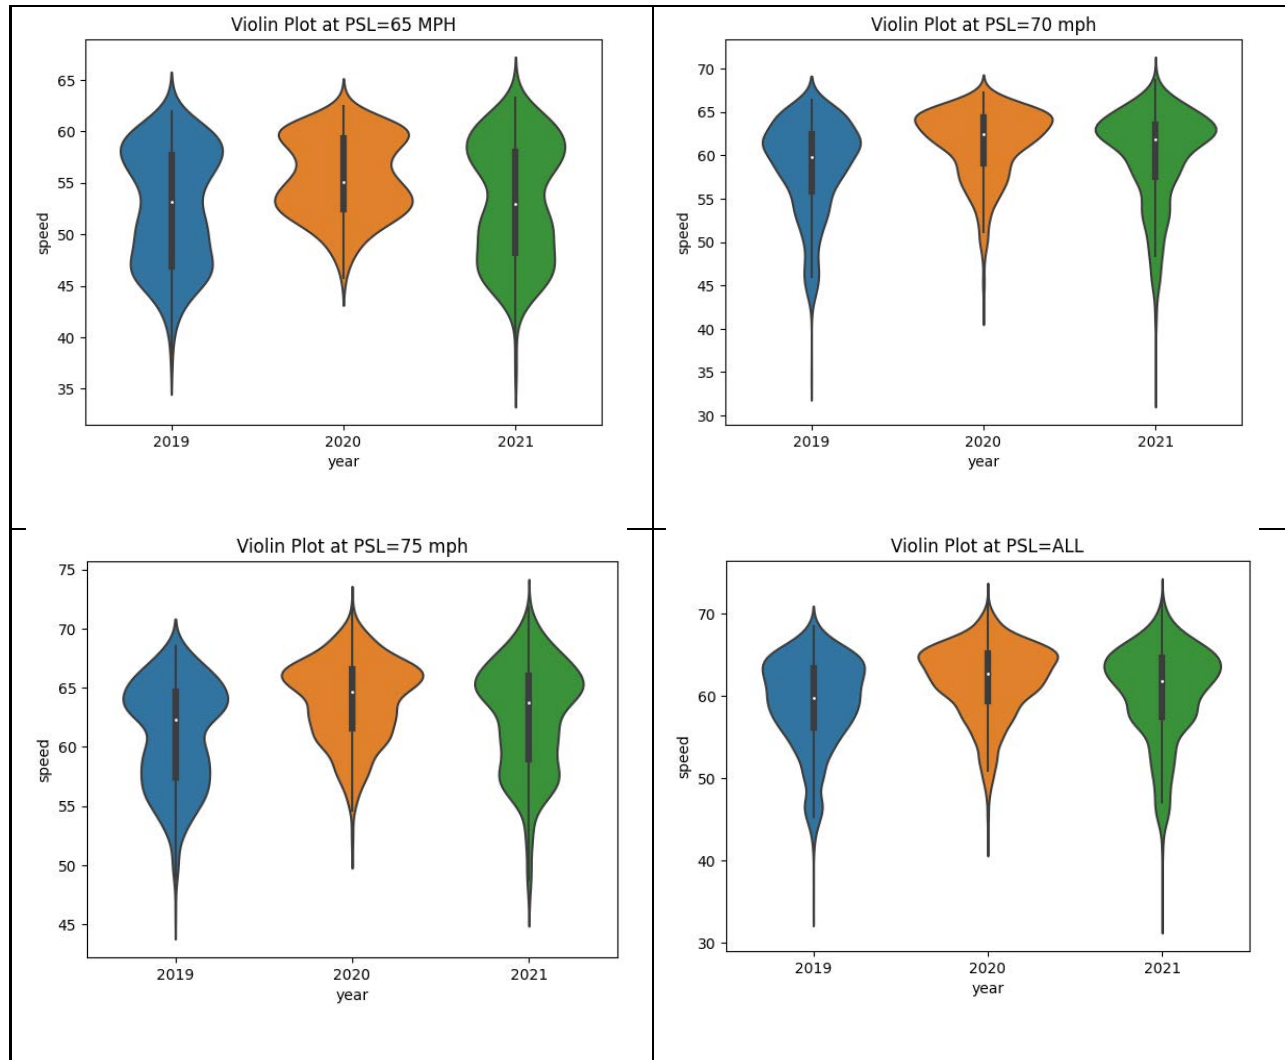 Violin Plot at PSL=65 MPH
65
60
55
50
45
40
35
speed
2019 2020 2021
year
Violin Plot at PSL=70 mph
70
65
60
55
50
45
40
35
30
speed
2019 2020 2021
year
Violin Plot at PSL=75 mph
75
70
65
60
55
50
45
speed
2019 2020 2021
year
Violin Plot at PSL=ALL
70
60
50
40
30
speed
2019 2020 2021
year